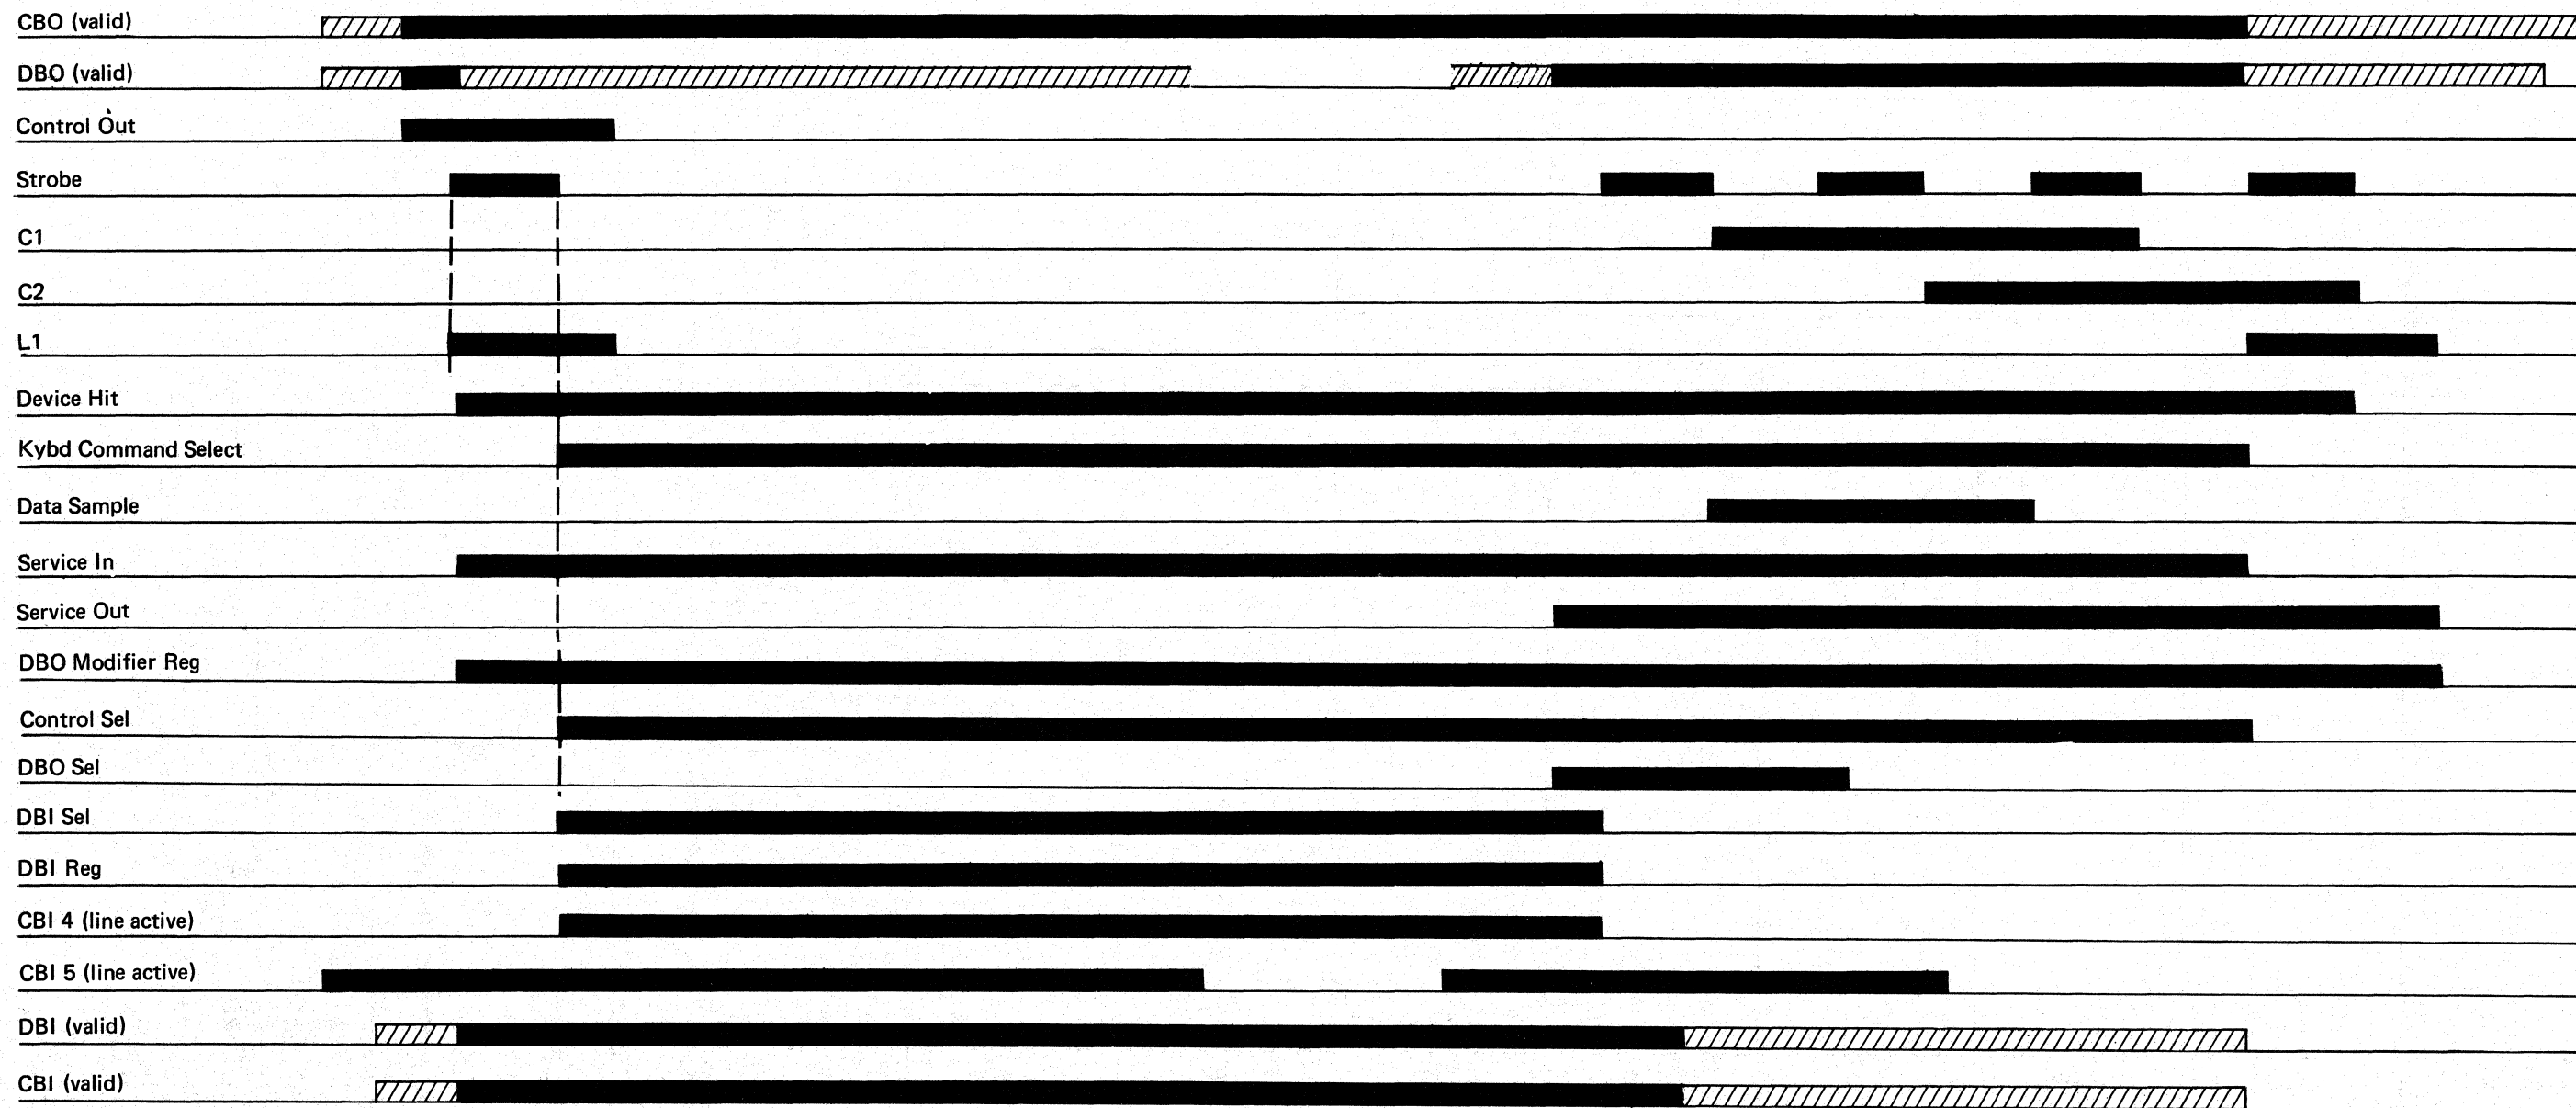 CBO (valid)
DBO (valid)
Control Out
Strobe
C1
C2
L1
Device Hit
Kybd Command Select
Data Sample
Service In
Service Out
DBO Modifier Reg
Control Sel
DBO Sel
DBI Sel
DBI Reg
CBI 4 (line active)
CBI 5 (line active)
DBI (valid)
CBI (valid)